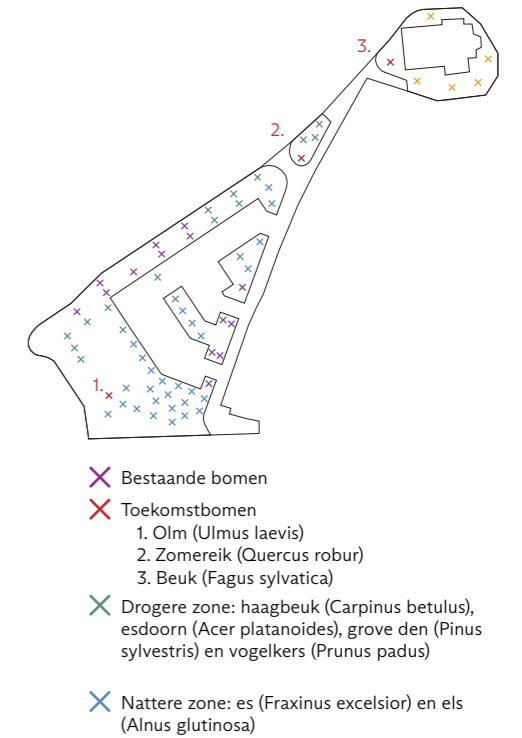 3.
2.
1.
Bestaande bomen
Toekomstbomen
1. Olm (Ulmus laevis)
2. Zomereik (Quercus robur)
3. Beuk (Fagus sylvatica)
Drogere zone: haagbeuk (Carpinus betulus),
esdoorn (Acer platanoides), grove den (Pinus
sylvestris) en vogelkers (Prunus padus)
Nattere zone: es (Fraxinus excelsior) en els
(Alnus glutinosa)